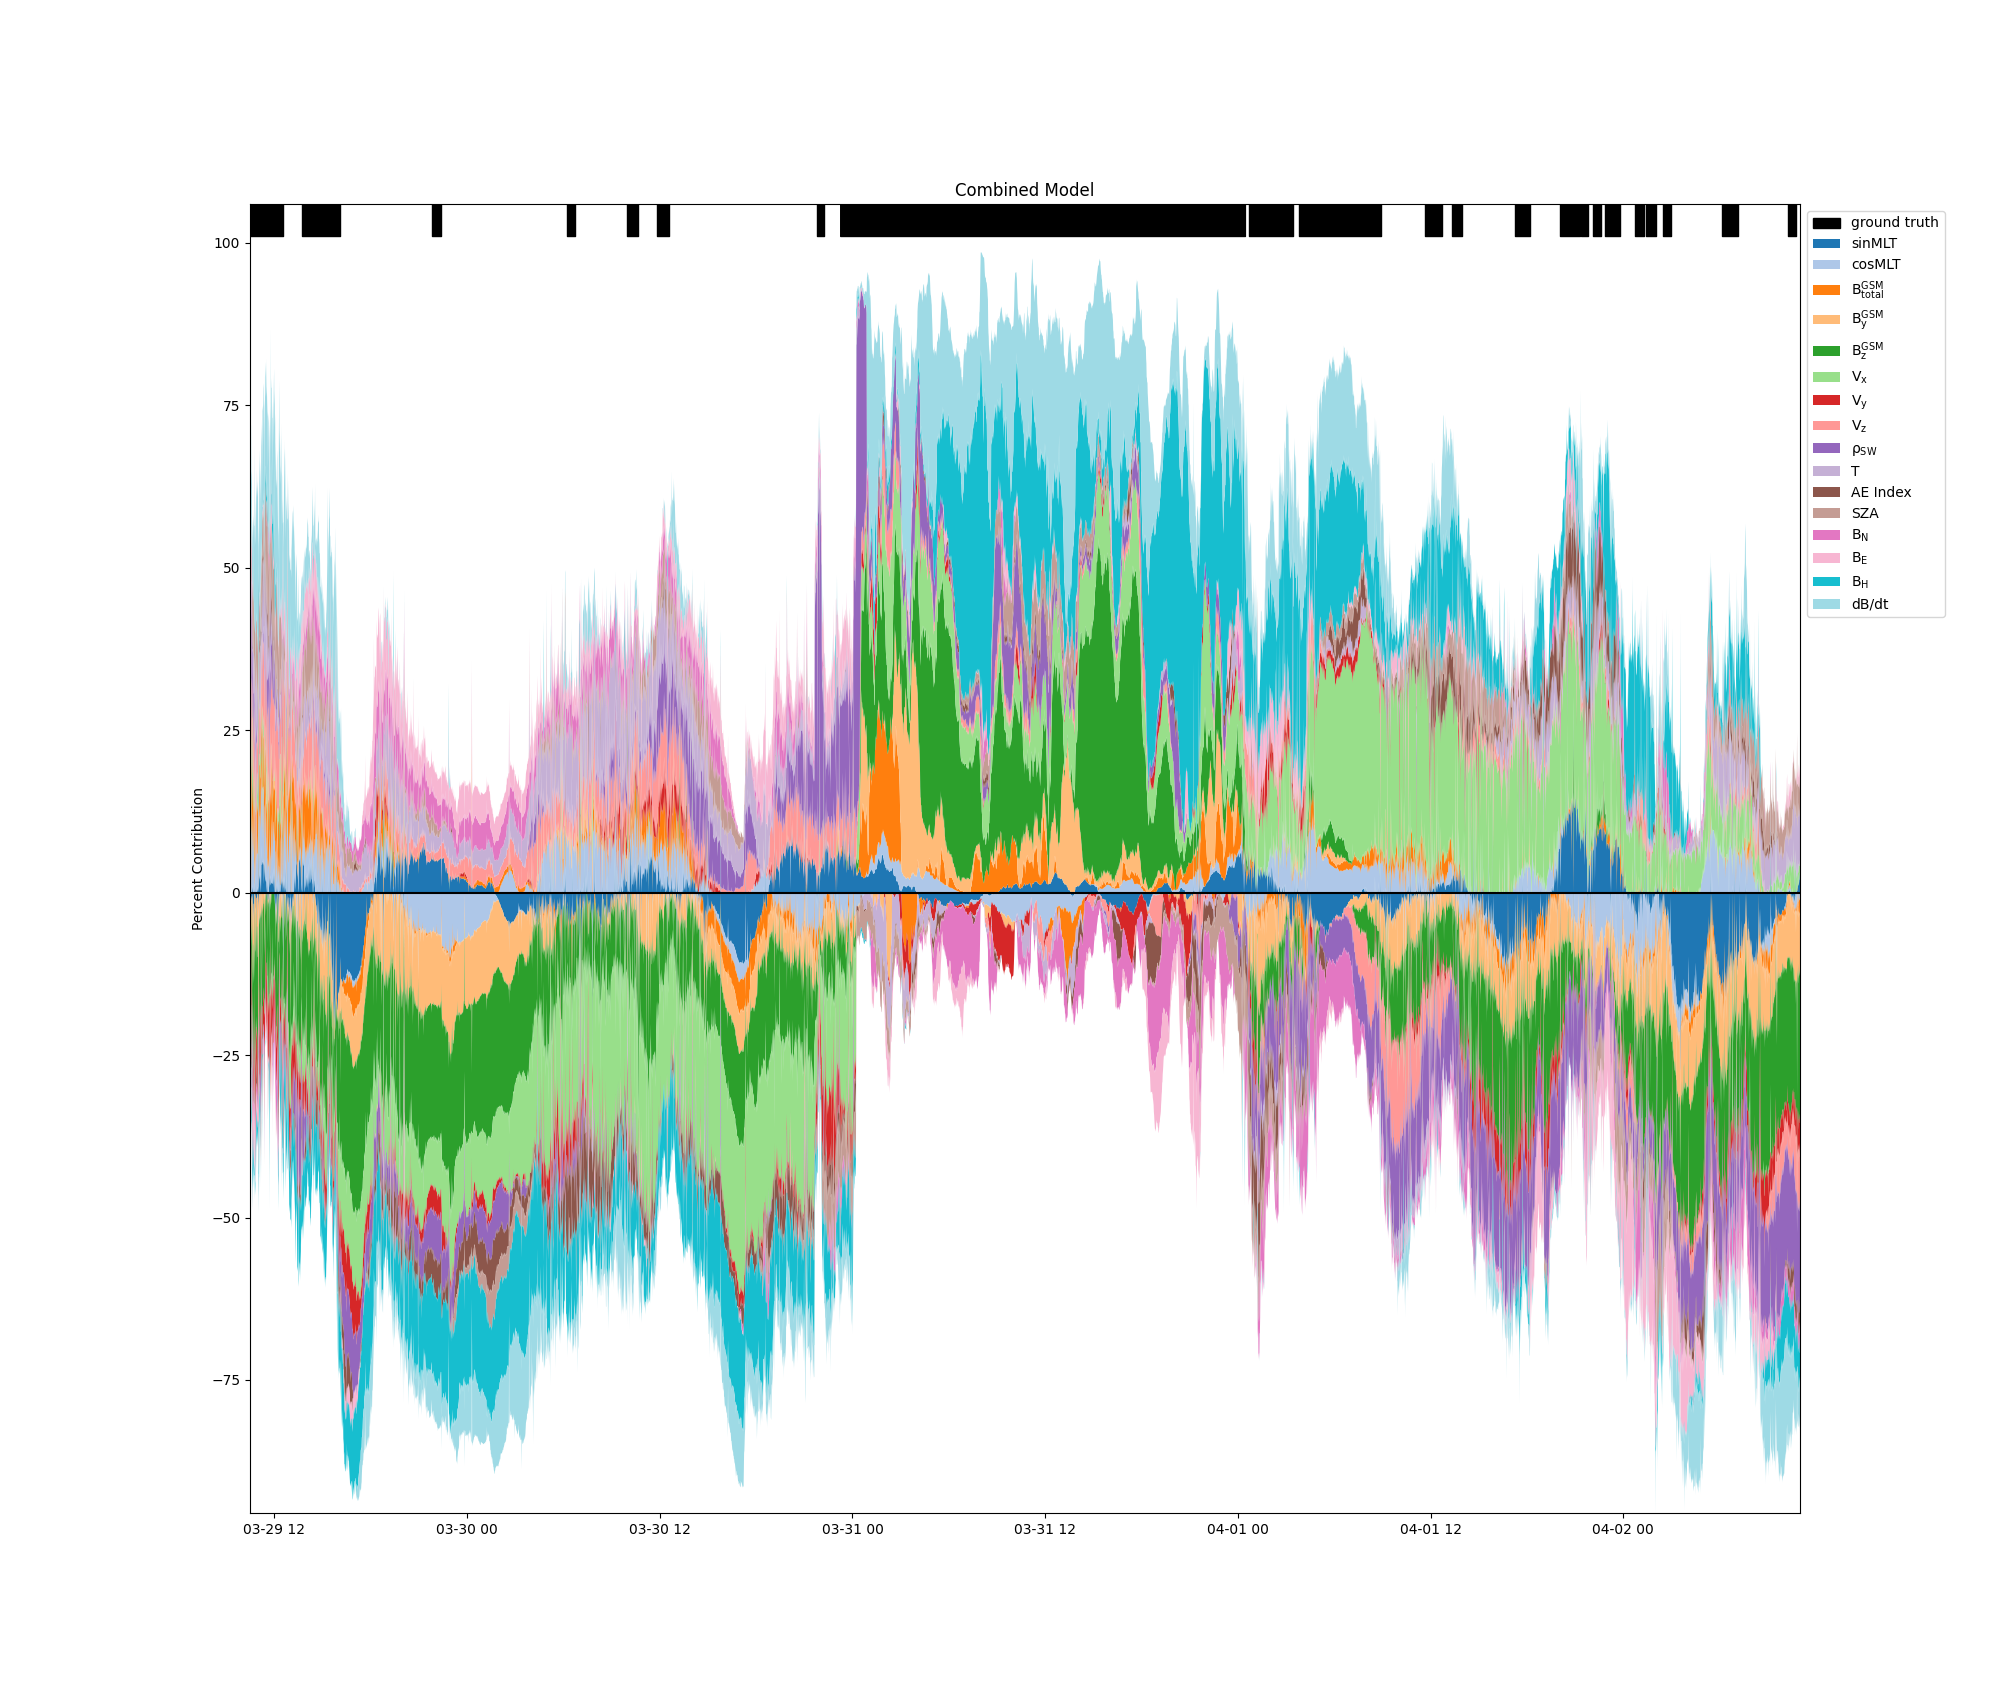 Combined Model
100
75
50
25
0
−25
−50
−75
Percent Contribution
03-29 12
03-30 00
03-30 12
03-31 00
03-31 12
04-01 00
04-01 12
04-02 00
ground truth
sinMLT
cosMLT
B_total^GSM
B_y^GSM
B_z^GSM
V_x
V_y
V_z
ρ_SW
T
AE Index
SZA
B_N
B_E
B_H
dB/dt